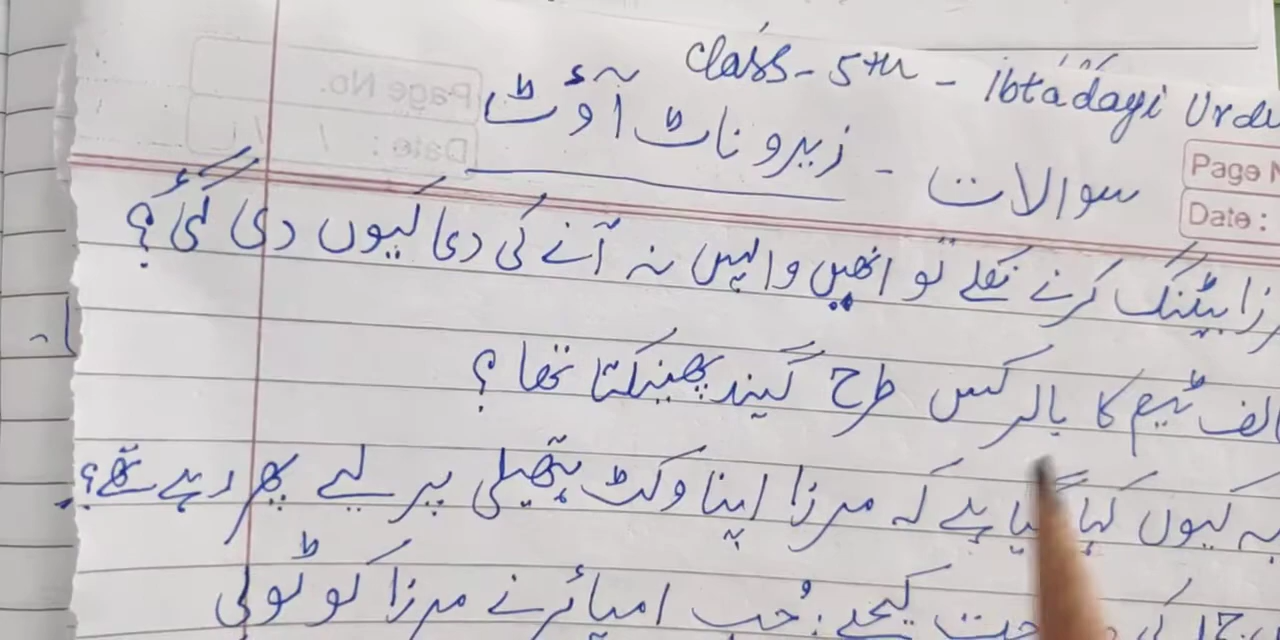 Class - 5th - Ibtadayi Urdu
سوالات - زیرو ناٹ آؤٹ
Page No.
Date :
Page N
Date :
زا بیٹنگ کرنے نکلے تو انھیں واپس نہ آنے کی دعا کیوں دی گئی؟
الف ٹیم کا بالر کس طرح گیند پھینکتا تھا؟
یہ کیوں کہا گیا ہے کہ مرزا اپنا وکٹ ہتھیلی پر لیے پھر رہے تھے؟
کیجیے : جب امپائر نے مرزا کو ٹوپی